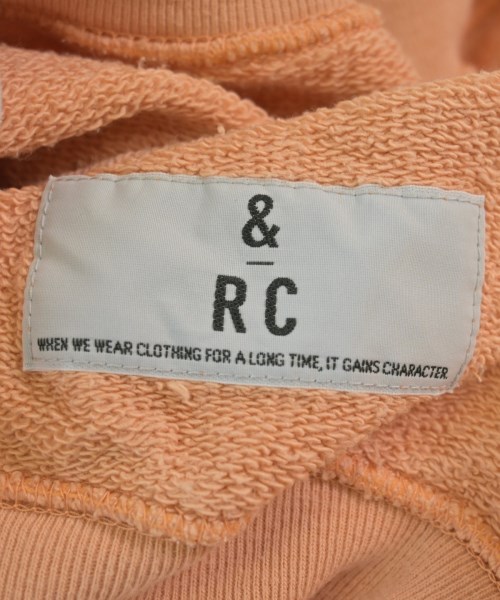 &
RC
WHEN WE WEAR CLOTHING FOR A LONG TIME, IT GAINS CHARACTER